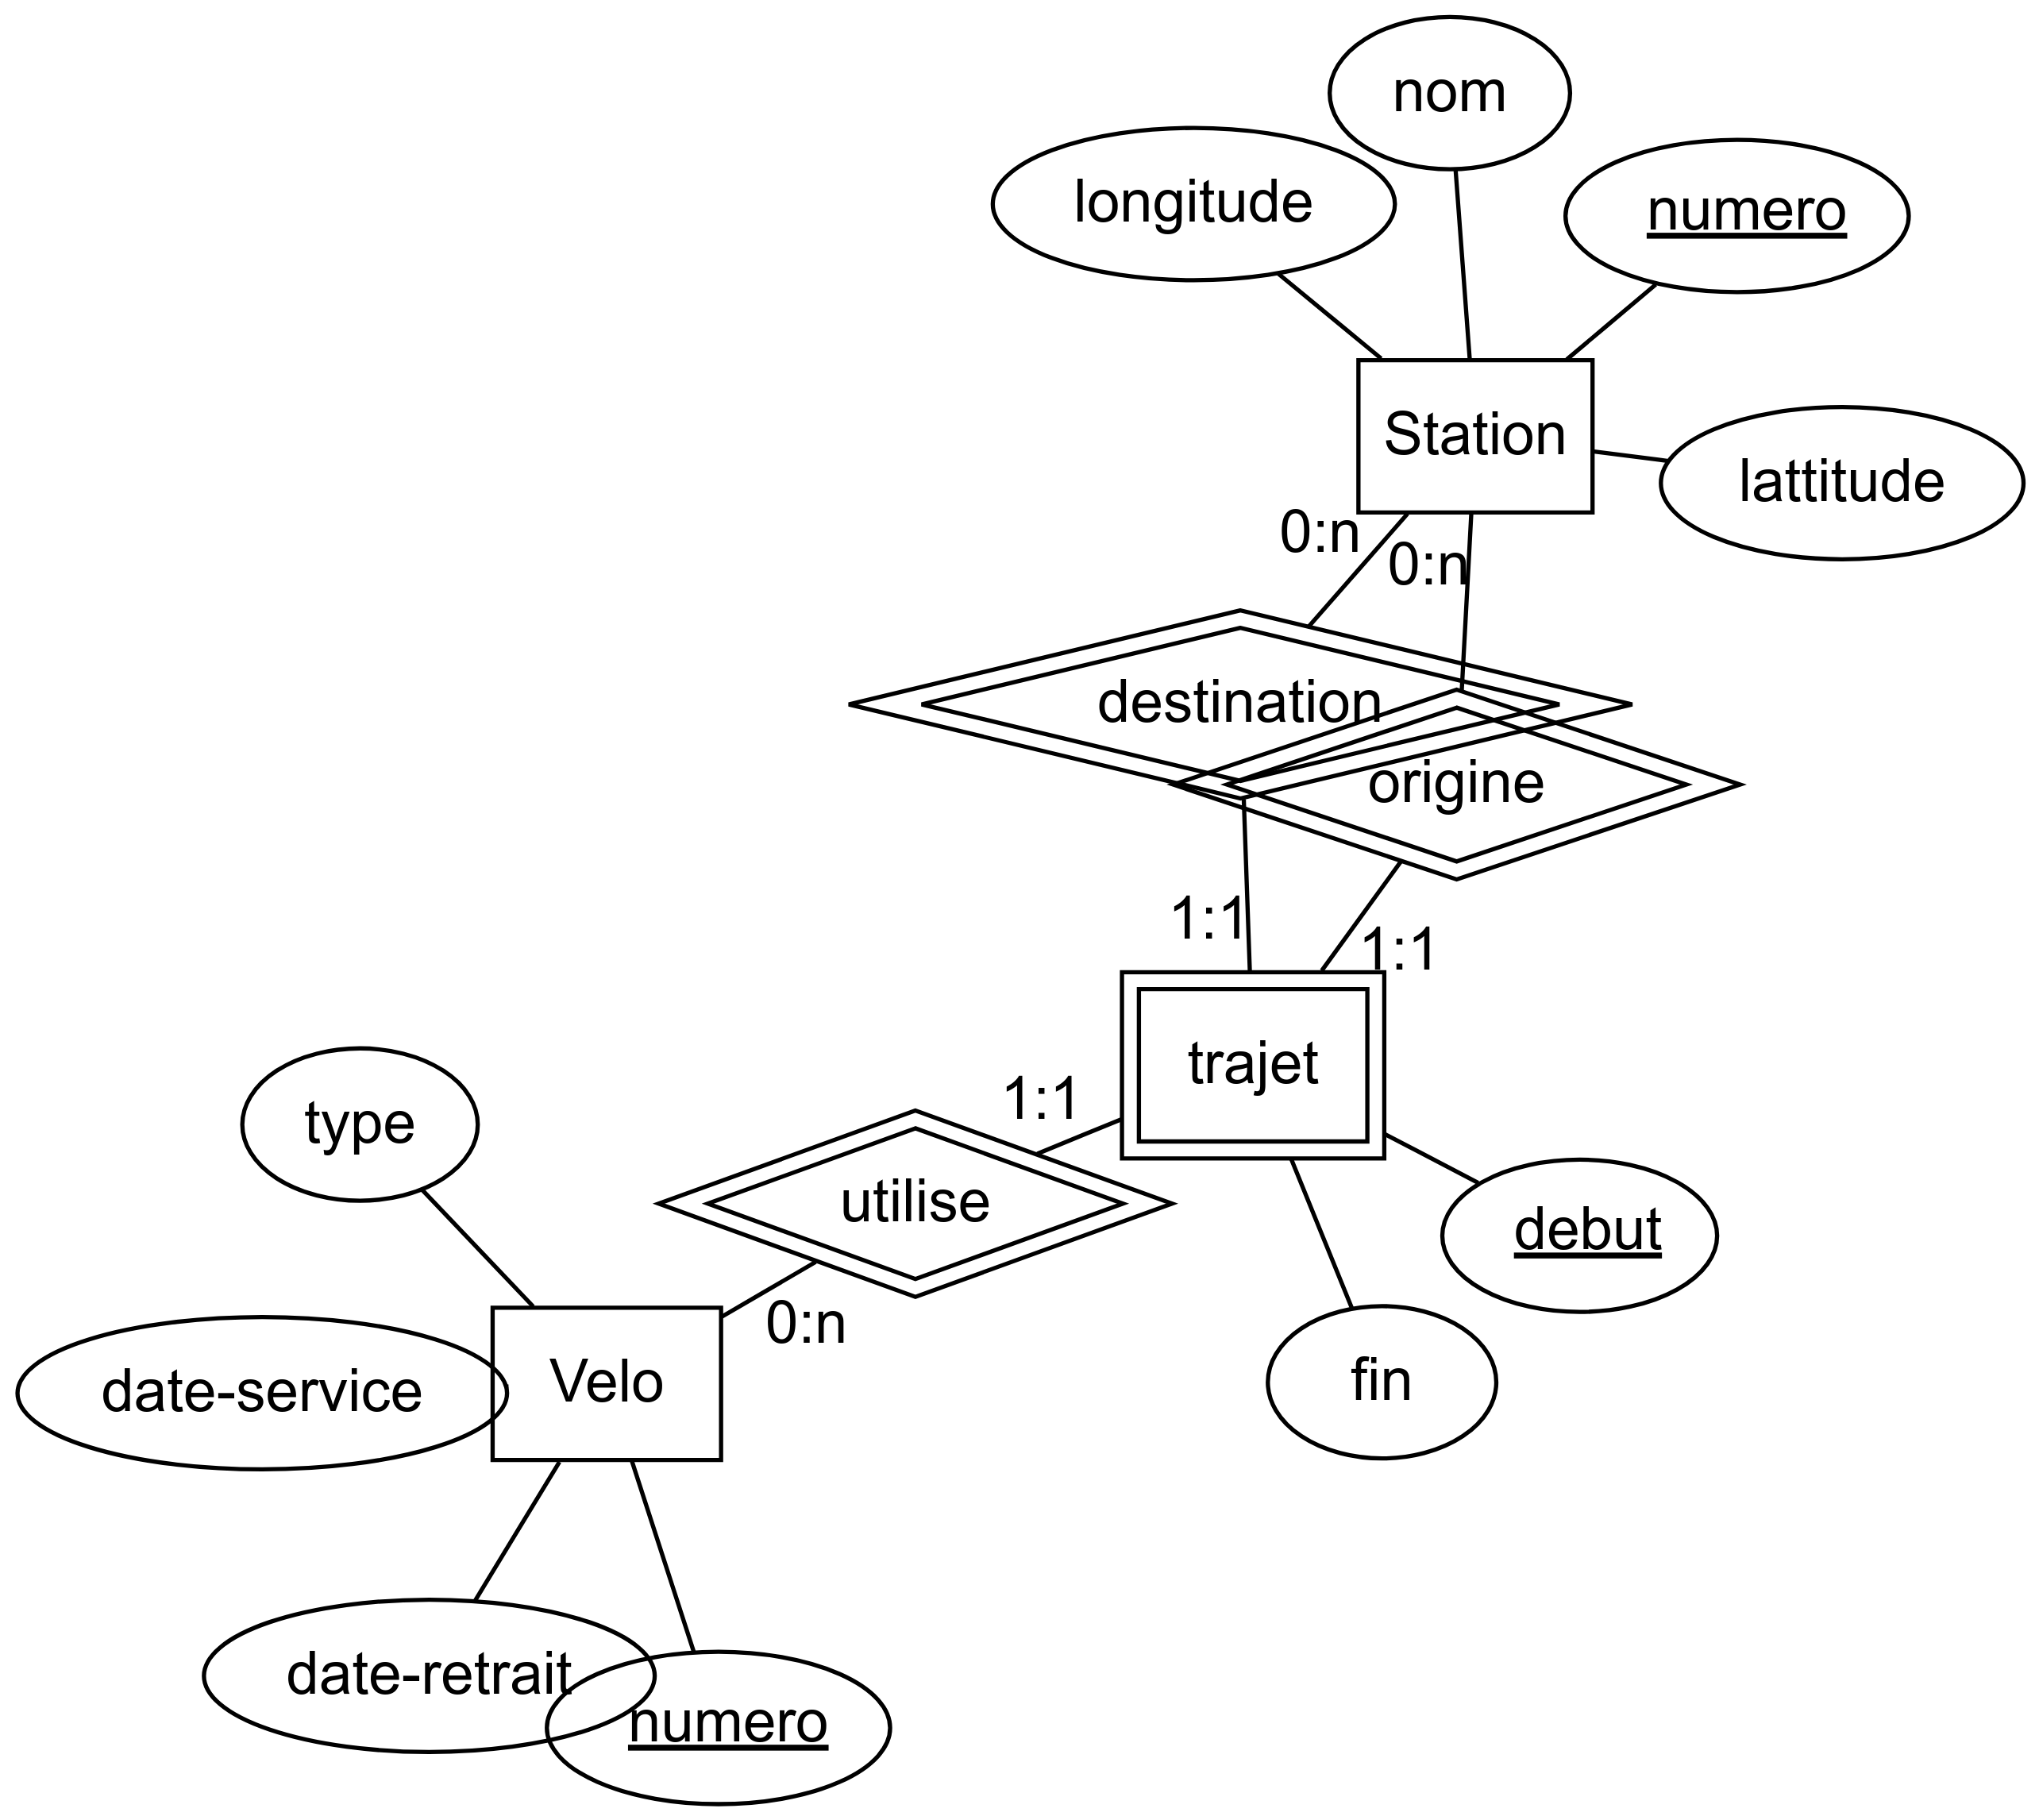 nom
longitude
numero
Station
lattitude
0:n
0:n
destination
origine
1:1
1:1
trajet
1:1
type
utilise
debut
0:n
Velo
fin
date-service
date-retrait
numero